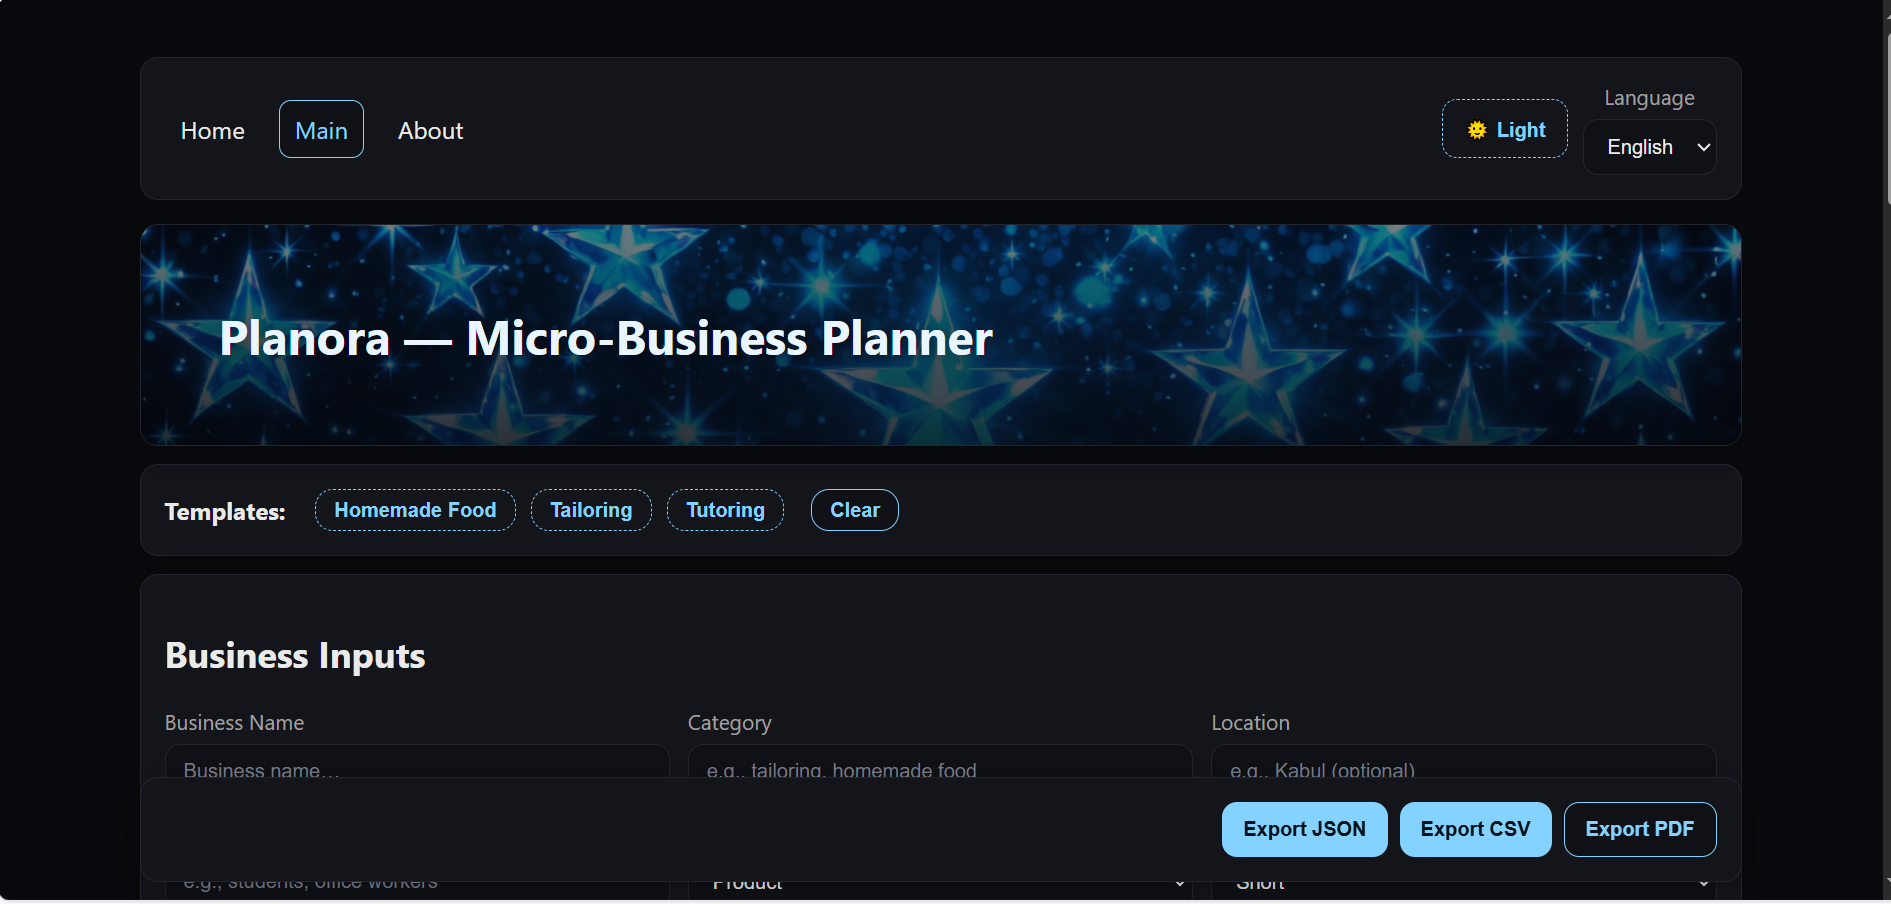 Home
Main
About
Light
Language
English
Planora — Micro-Business Planner
Templates:
Homemade Food
Tailoring
Tutoring
Clear
Business Inputs
Business Name
Category
Location
Business name...
e.g., tailoring, homemade food
e.g., Kabul (optional)
Export JSON
Export CSV
Export PDF
e.g., students, office workers
Product
Short